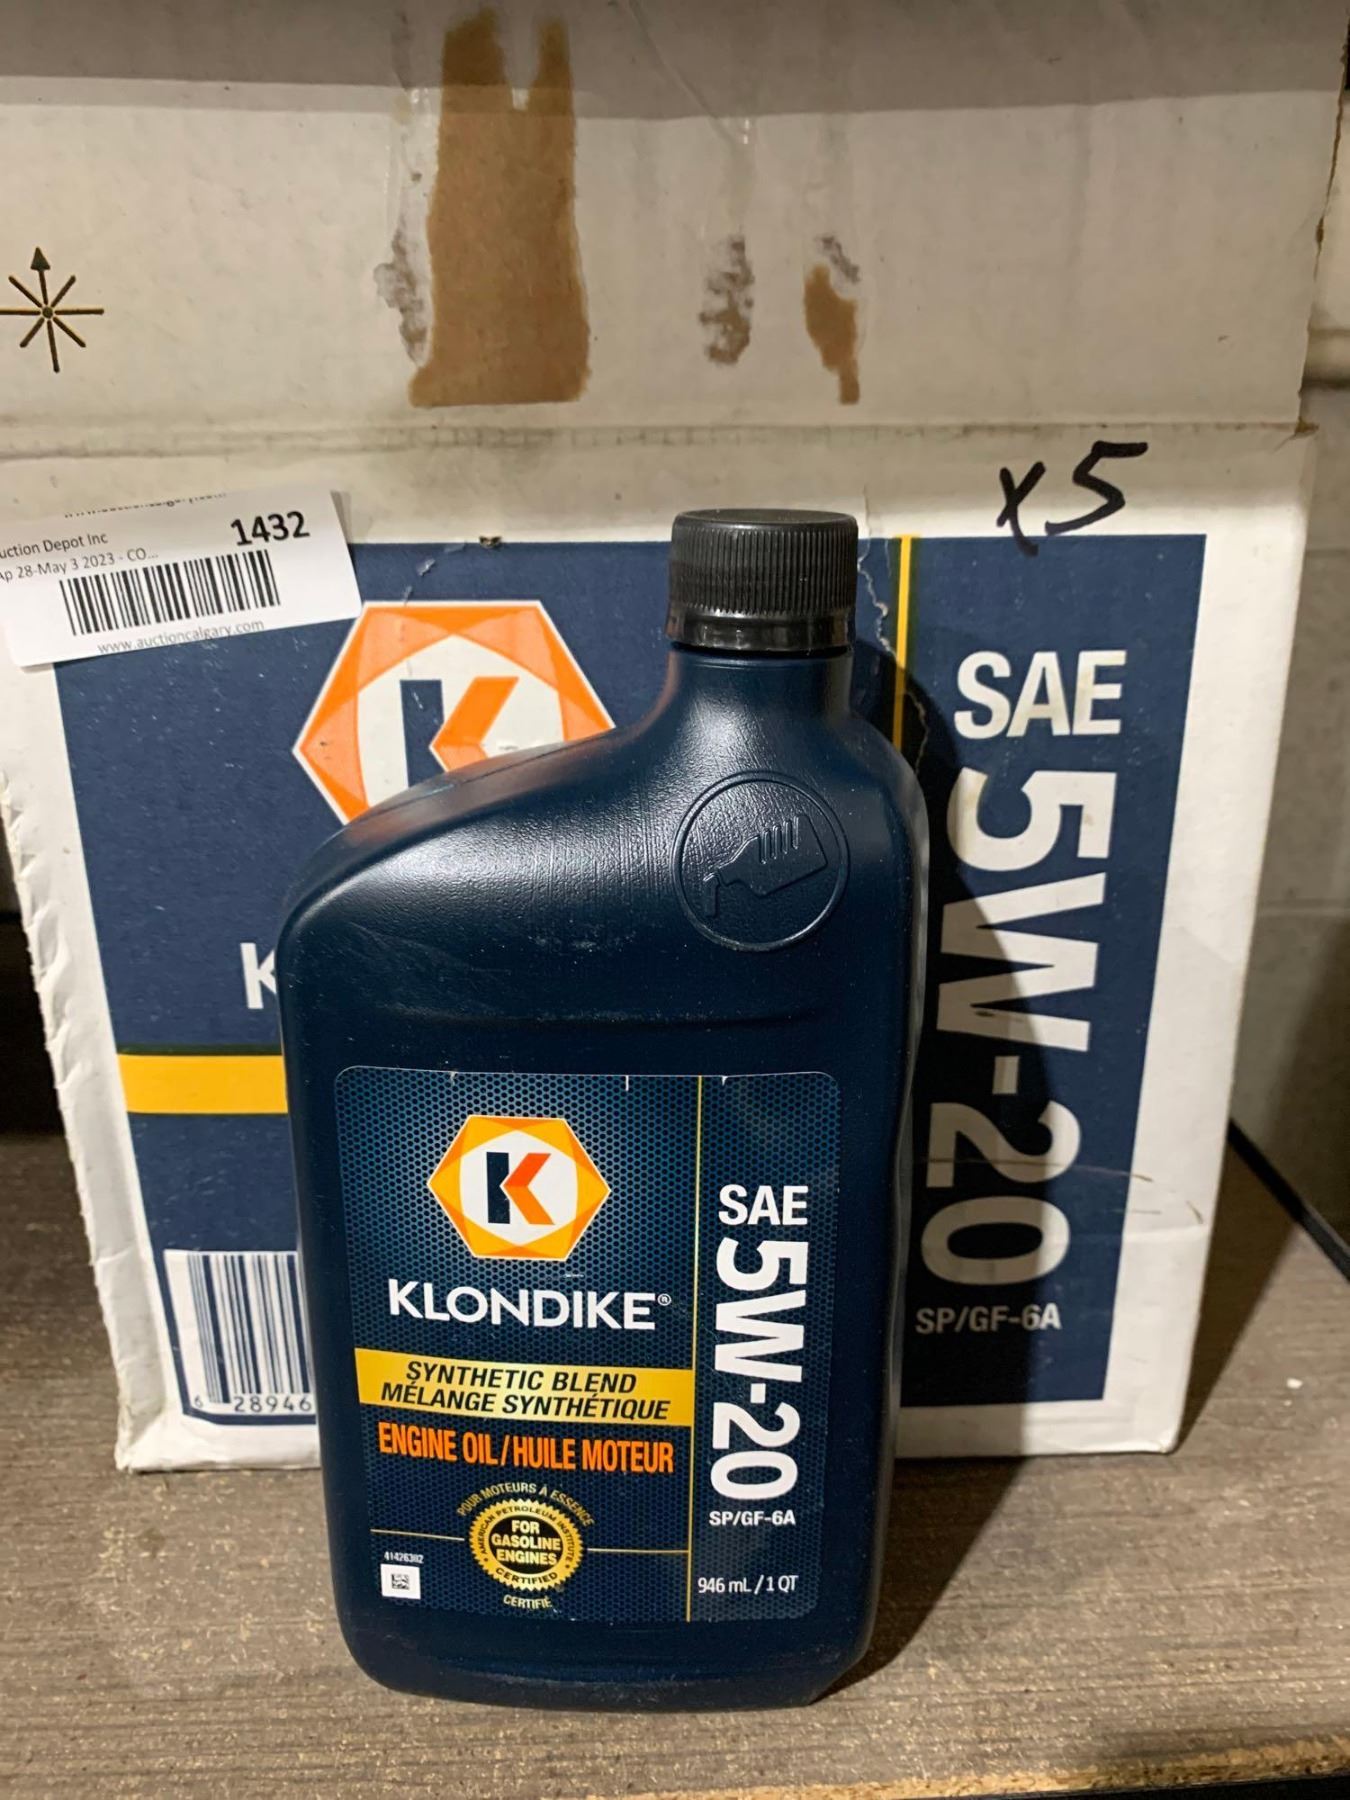 uction Depot Inc
1432
Ap 28-May 3 2023 - CO...
www.auctioncalgary.com
x5
K
K
SAE
5W-20
SP/GF-6A
6 28946
K
KLONDIKE®
SYNTHETIC BLEND
MÉLANGE SYNTHÉTIQUE
ENGINE OIL/HUILE MOTEUR
SAE
5W-20
SP/GF-6A
POUR MOTEURS À ESSENCE
AMERICAN PETROLEUM INSTITUTE
FOR
GASOLINE
ENGINES
CERTIFIED
CERTIFIÉ
41426302
946 mL / 1 QT